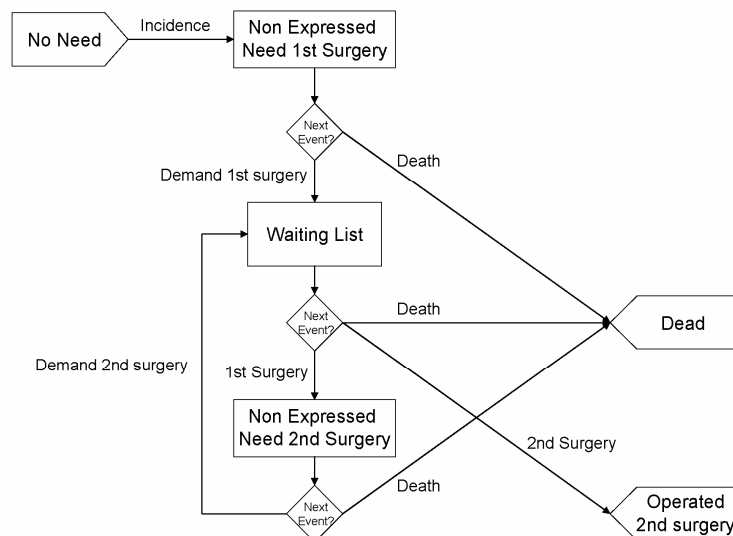 No Need
Incidence
Non Expressed
Need 1st Surgery
Next
Event?
Death
Demand 1st surgery
Waiting List
Next
Event?
Death
Dead
Demand 2nd surgery
1st Surgery
Non Expressed
Need 2nd Surgery
2nd Surgery
Death
Next
Event?
Operated
2nd surgery